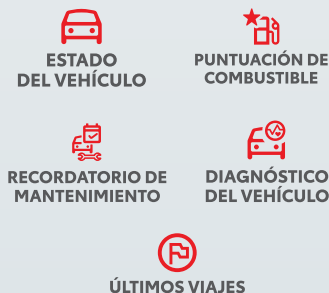 ESTADO
DEL VEHÍCULO
PUNTUACIÓN DE
COMBUSTIBLE
RECORDATORIO DE
MANTENIMIENTO
DIAGNÓSTICO
DEL VEHÍCULO
ÚLTIMOS VIAJES